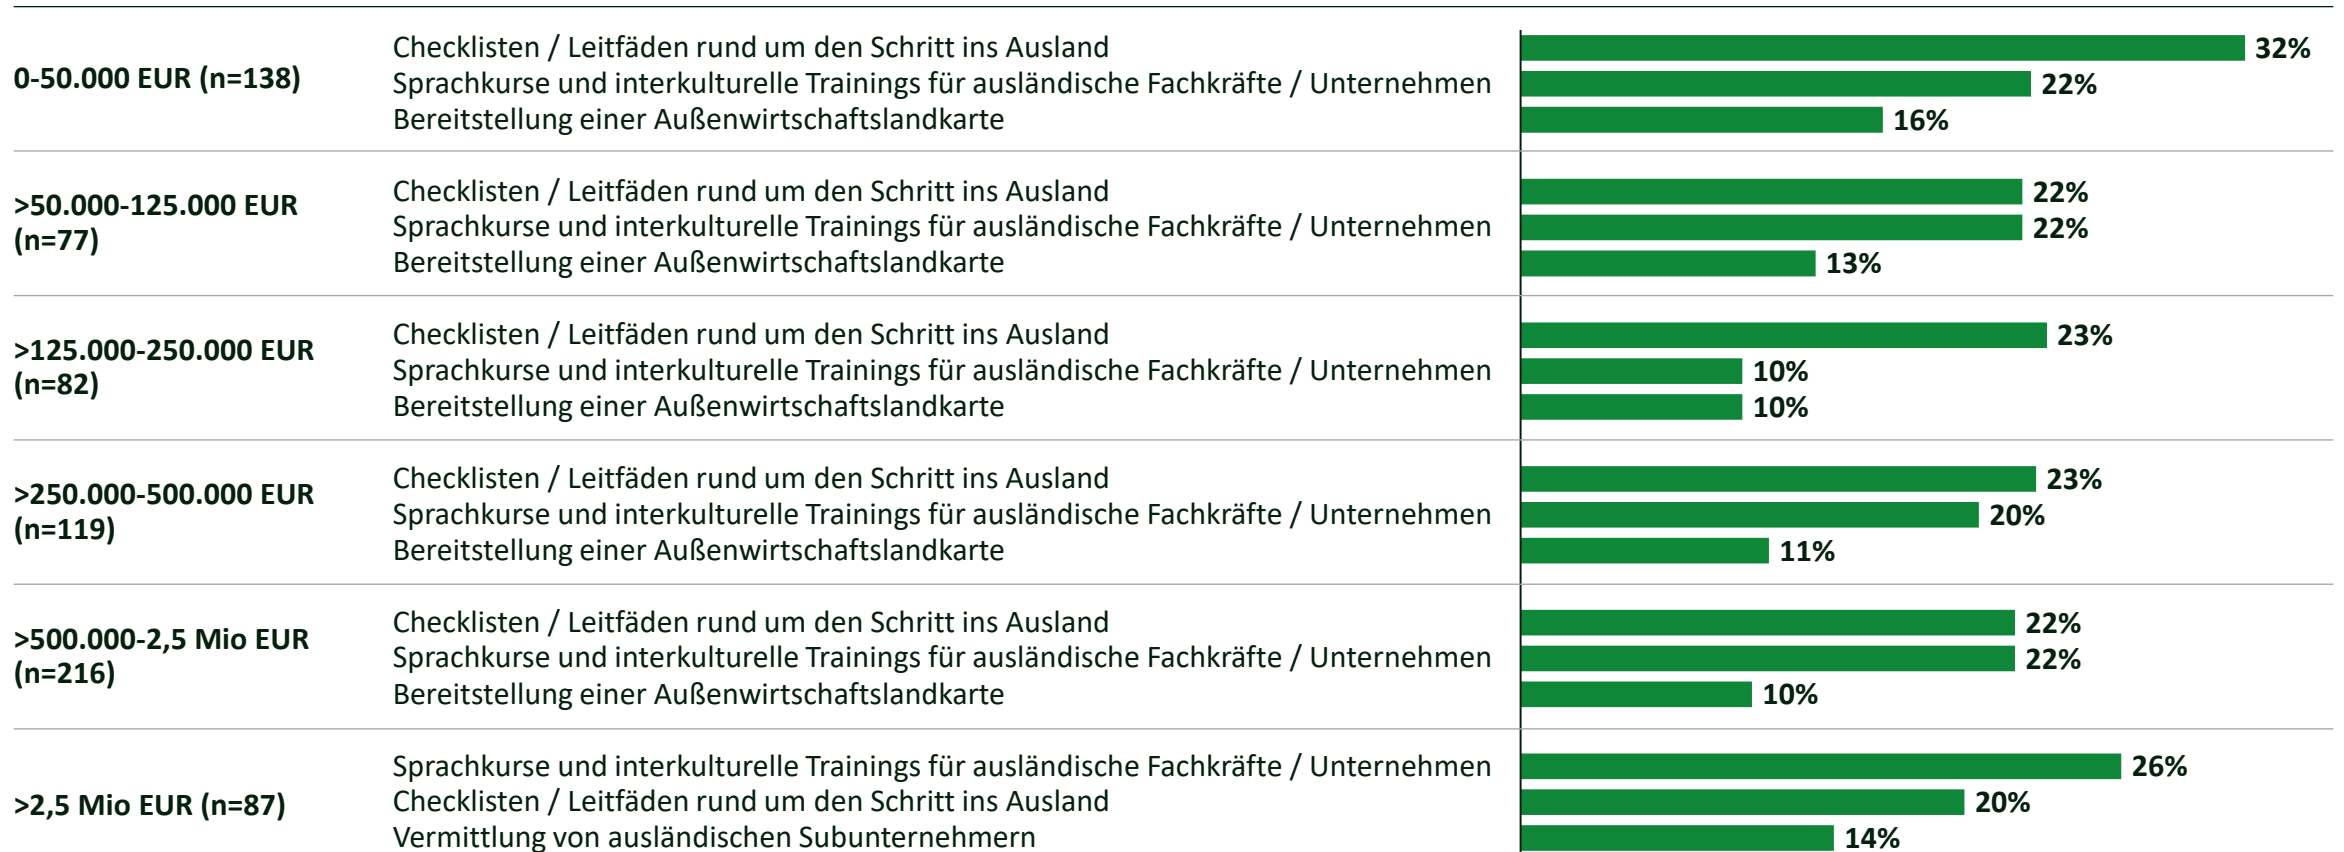 0-50.000 EUR (n=138)
Checklisten / Leitfäden rund um den Schritt ins Ausland 32%
Sprachkurse und interkulturelle Trainings für ausländische Fachkräfte / Unternehmen 22%
Bereitstellung einer Außenwirtschaftslandkarte 16%
>50.000-125.000 EUR
(n=77)
Checklisten / Leitfäden rund um den Schritt ins Ausland 22%
Sprachkurse und interkulturelle Trainings für ausländische Fachkräfte / Unternehmen 22%
Bereitstellung einer Außenwirtschaftslandkarte 13%
>125.000-250.000 EUR
(n=82)
Checklisten / Leitfäden rund um den Schritt ins Ausland 23%
Sprachkurse und interkulturelle Trainings für ausländische Fachkräfte / Unternehmen 10%
Bereitstellung einer Außenwirtschaftslandkarte 10%
>250.000-500.000 EUR
(n=119)
Checklisten / Leitfäden rund um den Schritt ins Ausland 23%
Sprachkurse und interkulturelle Trainings für ausländische Fachkräfte / Unternehmen 20%
Bereitstellung einer Außenwirtschaftslandkarte 11%
>500.000-2,5 Mio EUR
(n=216)
Checklisten / Leitfäden rund um den Schritt ins Ausland 22%
Sprachkurse und interkulturelle Trainings für ausländische Fachkräfte / Unternehmen 22%
Bereitstellung einer Außenwirtschaftslandkarte 10%
>2,5 Mio EUR (n=87)
Sprachkurse und interkulturelle Trainings für ausländische Fachkräfte / Unternehmen 26%
Checklisten / Leitfäden rund um den Schritt ins Ausland 20%
Vermittlung von ausländischen Subunternehmern 14%